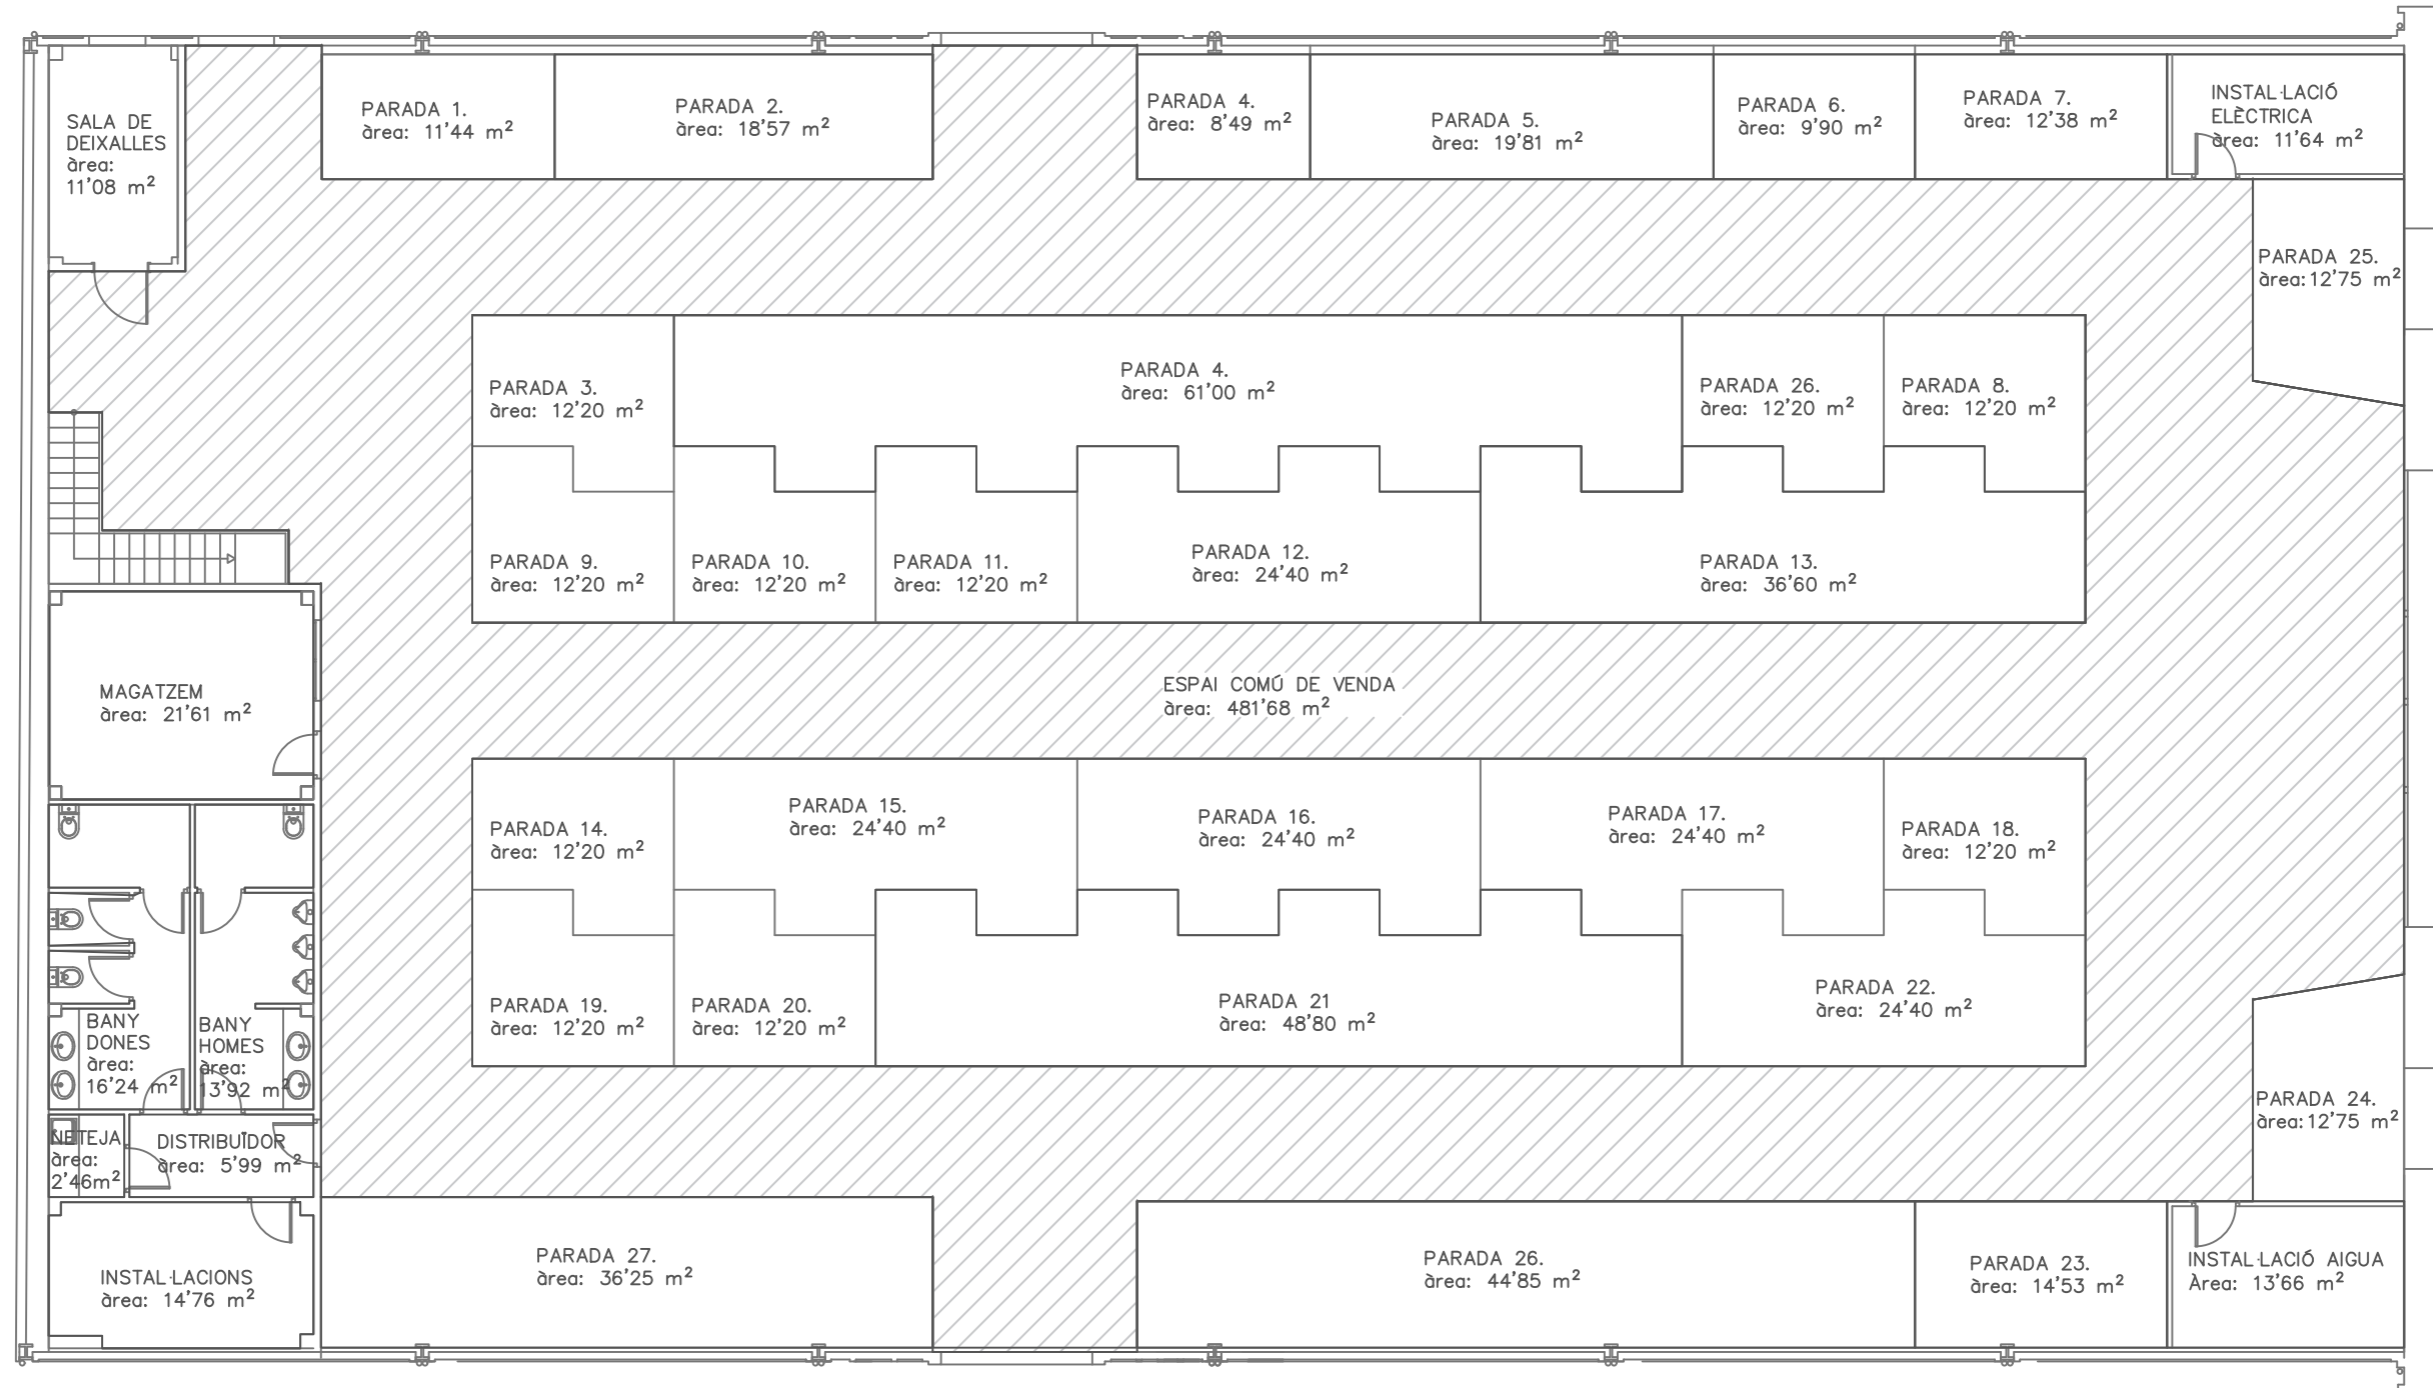 SALA DE
DEIXALLES
àrea:
11'08 m²
PARADA 1.
àrea: 11'44 m²
PARADA 2.
àrea: 18'57 m²
PARADA 4.
àrea: 8'49 m²
PARADA 5.
àrea: 19'81 m²
PARADA 6.
àrea: 9'90 m²
PARADA 7.
àrea: 12'38 m²
INSTAL·LACIÓ
ELÈCTRICA
àrea: 11'64 m²
PARADA 25.
àrea: 12'75 m²
PARADA 3.
àrea: 12'20 m²
PARADA 4.
àrea: 61'00 m²
PARADA 26.
àrea: 12'20 m²
PARADA 8.
àrea: 12'20 m²
PARADA 9.
àrea: 12'20 m²
PARADA 10.
àrea: 12'20 m²
PARADA 11.
àrea: 12'20 m²
PARADA 12.
àrea: 24'40 m²
PARADA 13.
àrea: 36'60 m²
MAGATZEM
àrea: 21'61 m²
ESPAI COMÚ DE VENDA
àrea: 481'68 m²
PARADA 14.
àrea: 12'20 m²
PARADA 15.
àrea: 24'40 m²
PARADA 16.
àrea: 24'40 m²
PARADA 17.
àrea: 24'40 m²
PARADA 18.
àrea: 12'20 m²
PARADA 19.
àrea: 12'20 m²
PARADA 20.
àrea: 12'20 m²
PARADA 21
àrea: 48'80 m²
PARADA 22.
àrea: 24'40 m²
BANY
DONES
àrea:
16'24 m²
BANY
HOMES
àrea:
13'92 m²
PARADA 24.
àrea: 12'75 m²
NETEJA
àrea:
2'46m²
DISTRIBUÏDOR
àrea: 5'99 m²
INSTAL·LACIONS
àrea: 14'76 m²
PARADA 27.
àrea: 36'25 m²
PARADA 26.
àrea: 44'85 m²
PARADA 23.
àrea: 14'53 m²
INSTAL·LACIÓ AIGUA
Àrea: 13'66 m²